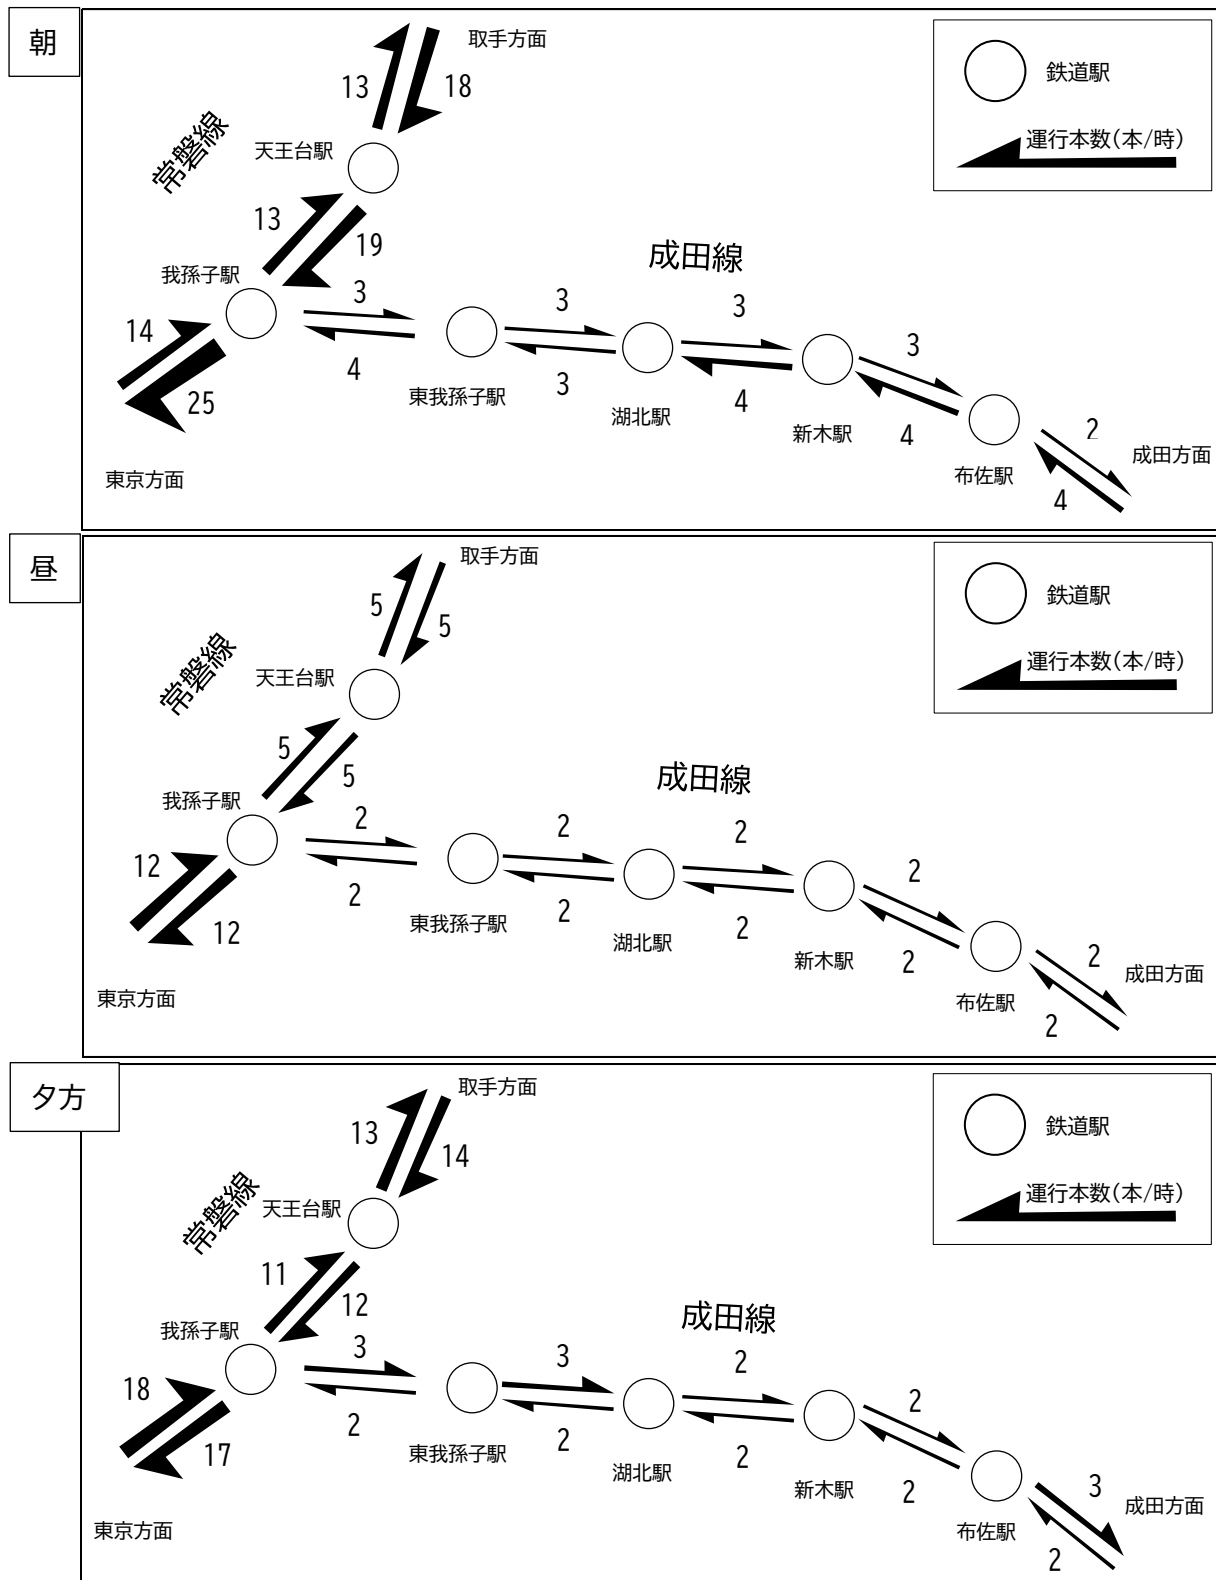 朝
取手方面
13
18
鉄道駅
運行本数(本/時)
常磐線
天王台駅
13
19
成田線
我孫子駅
3
3
3
3
14
25
4
3
4
4
2
東我孫子駅
湖北駅
新木駅
布佐駅
成田方面
4
東京方面
昼
取手方面
5
5
鉄道駅
運行本数(本/時)
常磐線
天王台駅
5
5
成田線
我孫子駅
2
2
2
2
12
12
2
2
2
2
2
東我孫子駅
湖北駅
新木駅
布佐駅
成田方面
2
東京方面
夕方
取手方面
13
14
鉄道駅
運行本数(本/時)
常磐線
天王台駅
11
12
成田線
我孫子駅
3
3
2
2
18
17
2
2
2
2
3
東我孫子駅
湖北駅
新木駅
布佐駅
成田方面
2
東京方面